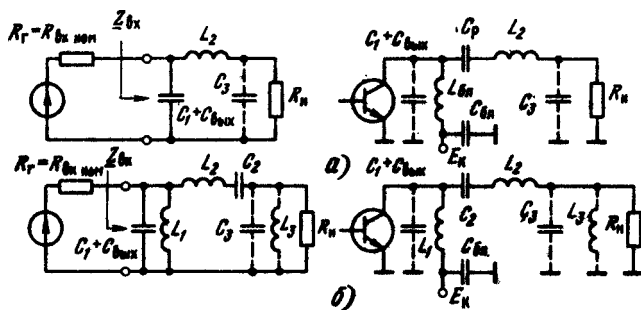 Rг=Rвх ном
Zвх
L₂
C₃
Rн
C₁+Cвых
C₁+Cвых
Cр
L₂
Lбл
Cбл
C₃
Rн
Eк
а)
Rг=Rвх ном
Zвх
L₂
C₂
L₁
C₃
L₃
Rн
C₁+Cвых
C₁+Cвых
L₂
C₂
L₁
Cбл
C₃
L₃
Rн
Eк
б)